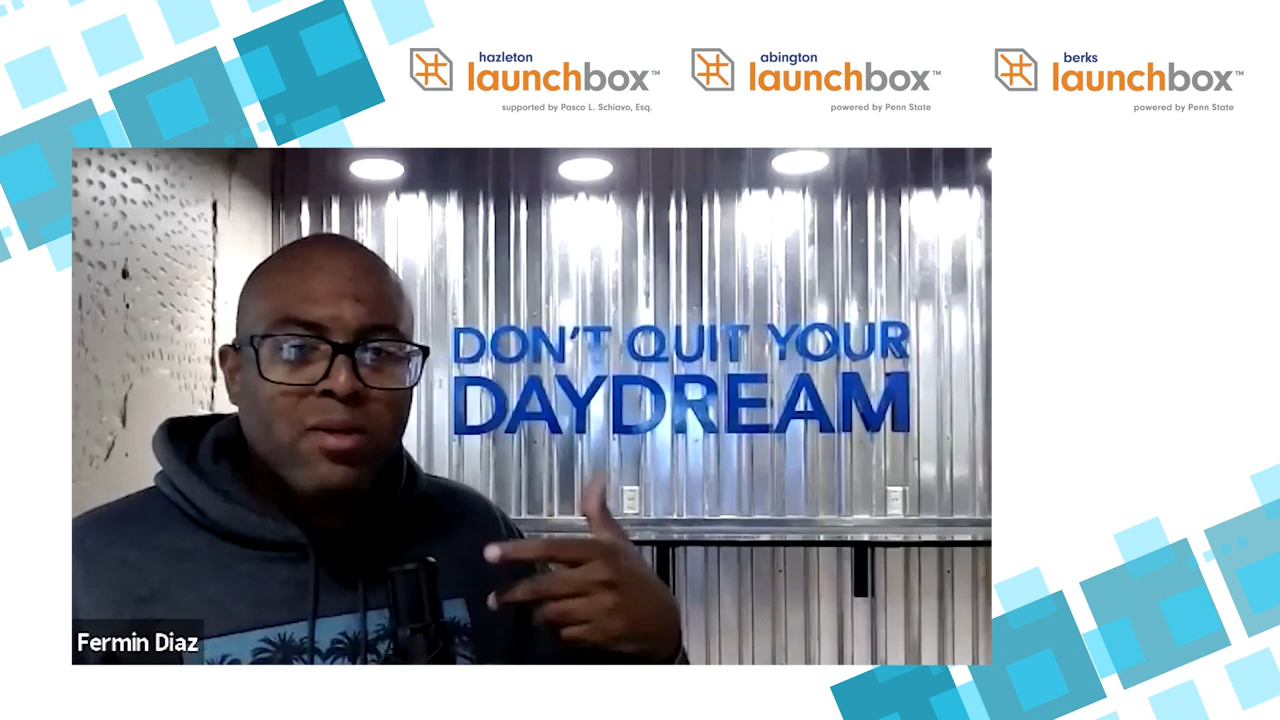 hazleton
launchbox™
supported by Pasco L. Schiavo, Esq.
abington
launchbox™
powered by Penn State
berks
launchbox™
powered by Penn State
DON'T QUIT YOUR
DAYDREAM
Fermin Diaz